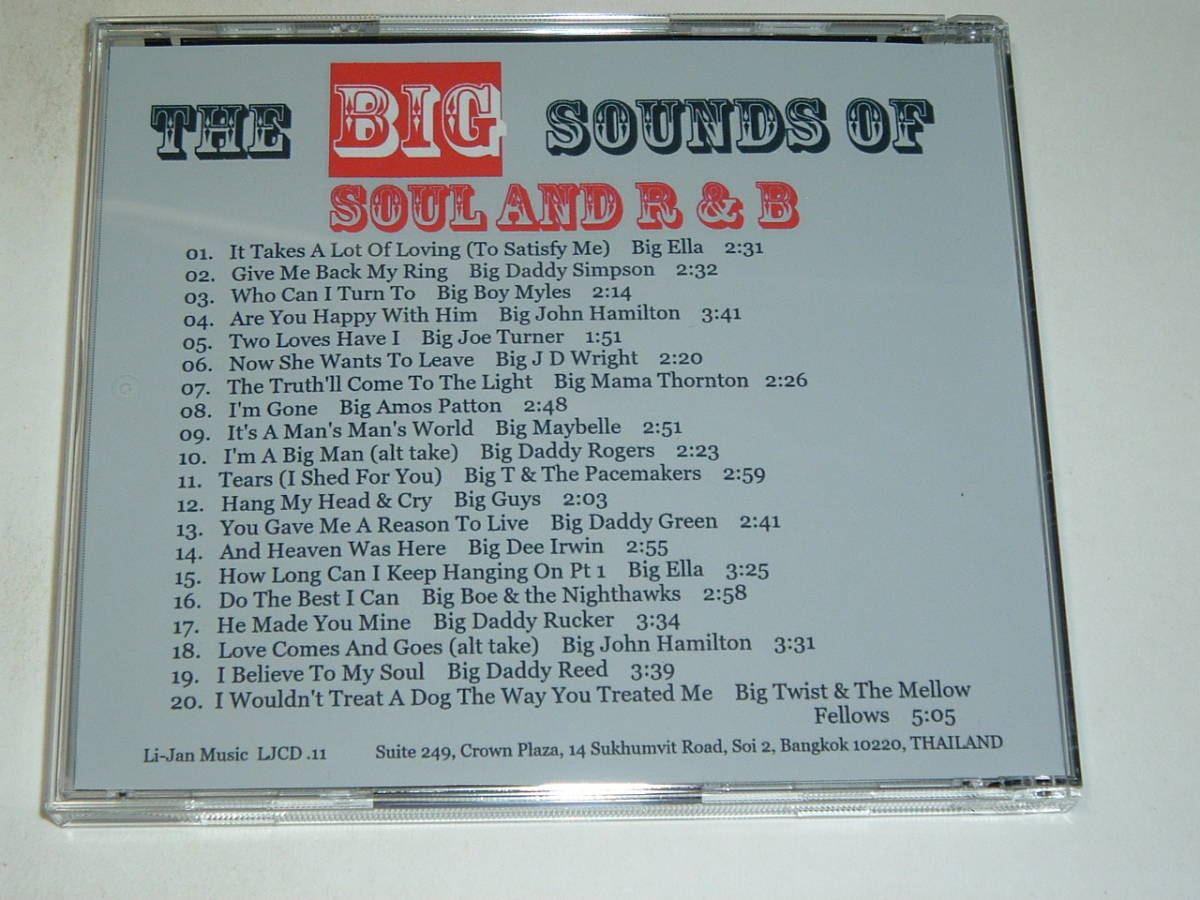 THE BIG SOUNDS OF
SOUL AND R & B
01. It Takes A Lot Of Loving (To Satisfy Me) Big Ella 2:31
02. Give Me Back My Ring Big Daddy Simpson 2:32
03. Who Can I Turn To Big Boy Myles 2:14
04. Are You Happy With Him Big John Hamilton 3:41
05. Two Loves Have I Big Joe Turner 1:51
06. Now She Wants To Leave Big J D Wright 2:20
07. The Truth'll Come To The Light Big Mama Thornton 2:26
08. I'm Gone Big Amos Patton 2:48
09. It's A Man's Man's World Big Maybelle 2:51
10. I'm A Big Man (alt take) Big Daddy Rogers 2:23
11. Tears (I Shed For You) Big T & The Pacemakers 2:59
12. Hang My Head & Cry Big Guys 2:03
13. You Gave Me A Reason To Live Big Daddy Green 2:41
14. And Heaven Was Here Big Dee Irwin 2:55
15. How Long Can I Keep Hanging On Pt 1 Big Ella 3:25
16. Do The Best I Can Big Boe & the Nighthawks 2:58
17. He Made You Mine Big Daddy Rucker 3:34
18. Love Comes And Goes (alt take) Big John Hamilton 3:31
19. I Believe To My Soul Big Daddy Reed 3:39
20. I Wouldn't Treat A Dog The Way You Treated Me Big Twist & The Mellow
Fellows 5:05
Li-Jan Music LJCD .11 Suite 249, Crown Plaza, 14 Sukhumvit Road, Soi 2, Bangkok 10220, THAILAND